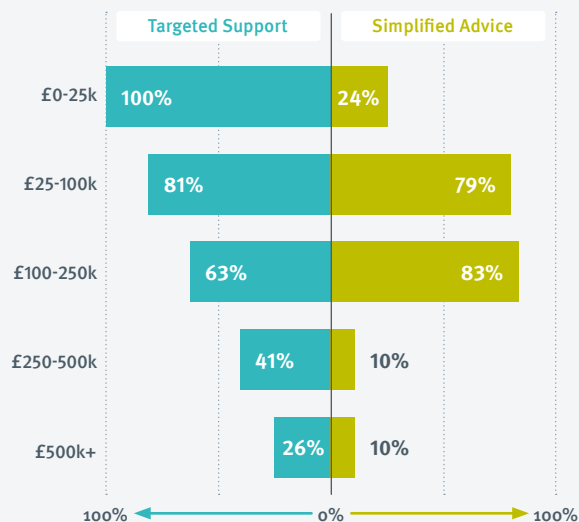 Targeted Support Simplified Advice
£0-25k 100% 24%
£25-100k 81% 79%
£100-250k 63% 83%
£250-500k 41% 10%
£500k+ 26% 10%
100% 0% 100%